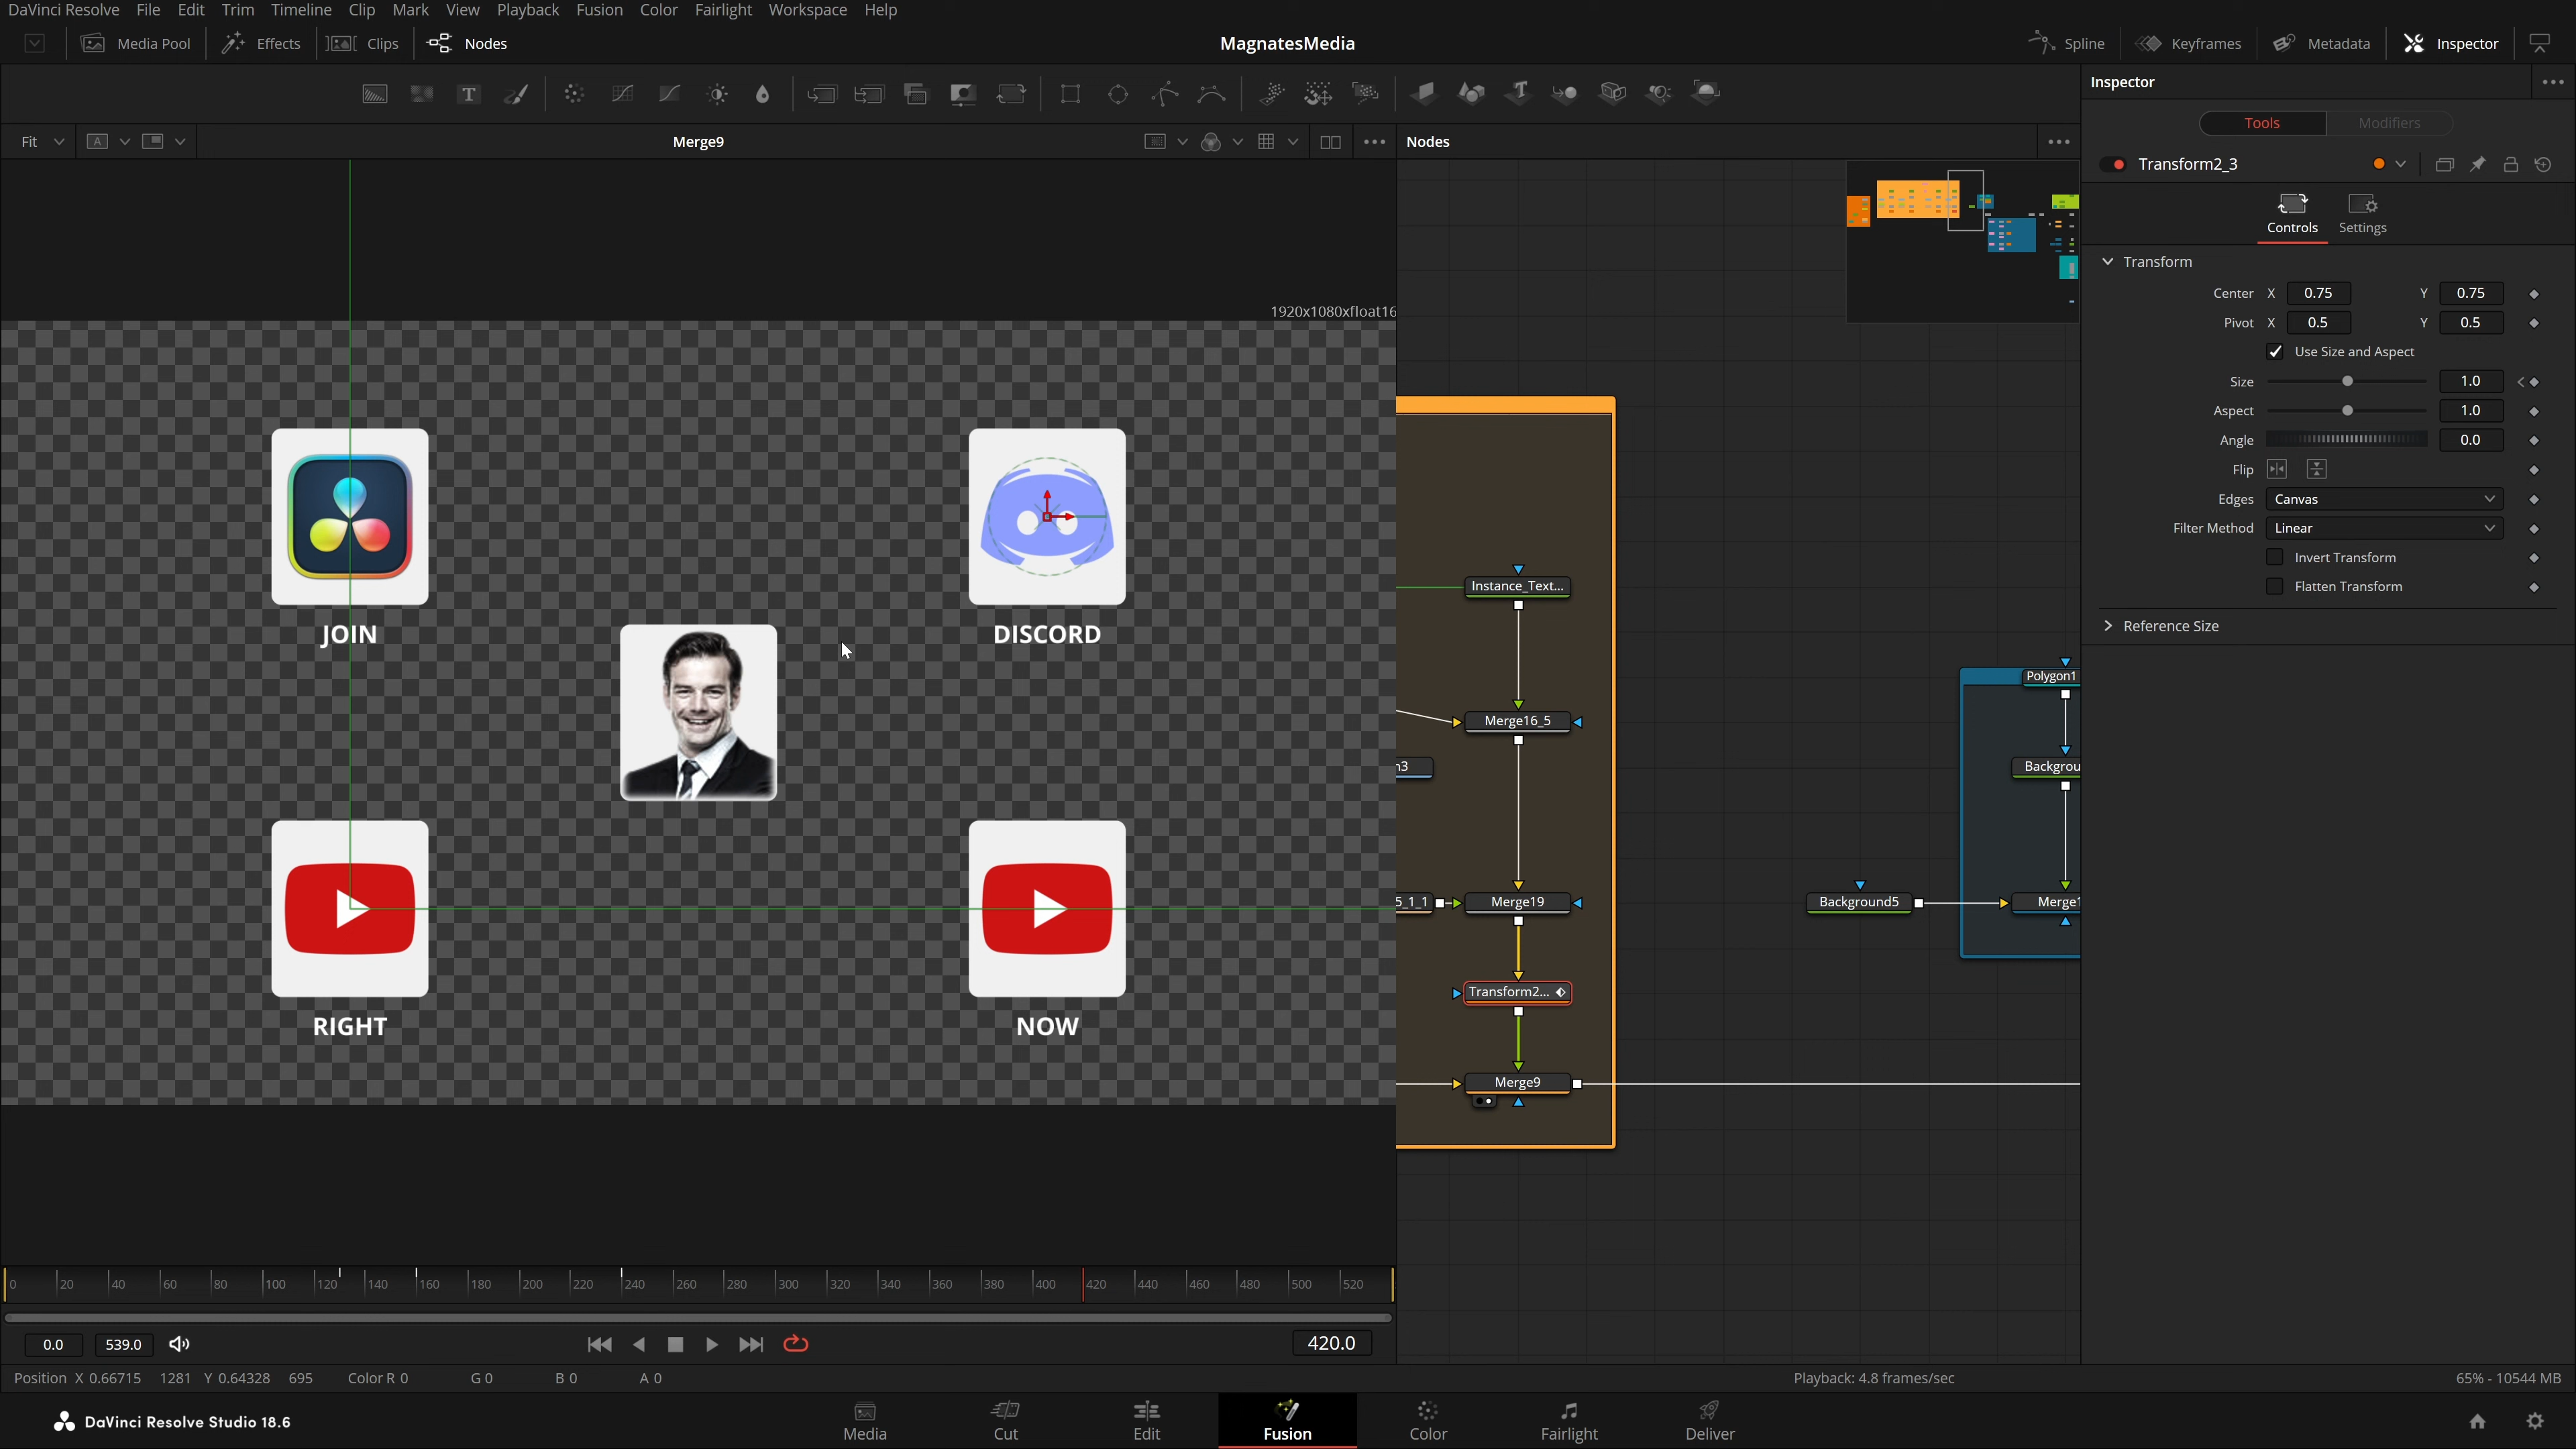 DaVinci Resolve File Edit Trim Timeline Clip Mark View Playback Fusion Color Fairlight Workspace Help
Media Pool Effects Clips Nodes MagnatesMedia Spline Keyframes Metadata Inspector
Inspector
Tools Modifiers
Fit A Merge9 Nodes
Transform2_3
Controls Settings
Transform
Center X 0.75 Y 0.75
Pivot X 0.5 Y 0.5
Use Size and Aspect
Size 1.0
Aspect 1.0
Angle 0.0
Flip
Edges Canvas
Filter Method Linear
Invert Transform
Flatten Transform
Reference Size
1920x1080xfloat16
JOIN DISCORD
RIGHT NOW
Instance_Text...
Merge16_5
Polygon1
n3
Backgrou
5_1_1 Merge19
Background5 Merge1
Transform2...
Merge9
0 20 40 60 80 100 120 140 160 180 200 220 240 260 280 300 320 340 360 380 400 420 440 460 480 500 520
0.0 539.0 420.0
Position X 0.66715 1281 Y 0.64328 695 Color R 0 G 0 B 0 A 0 Playback: 4.8 frames/sec 65% - 10544 MB
DaVinci Resolve Studio 18.6 Media Cut Edit Fusion Color Fairlight Deliver